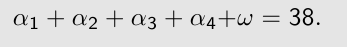 α₁ + α₂ + α₃ + α₄+ω = 38.